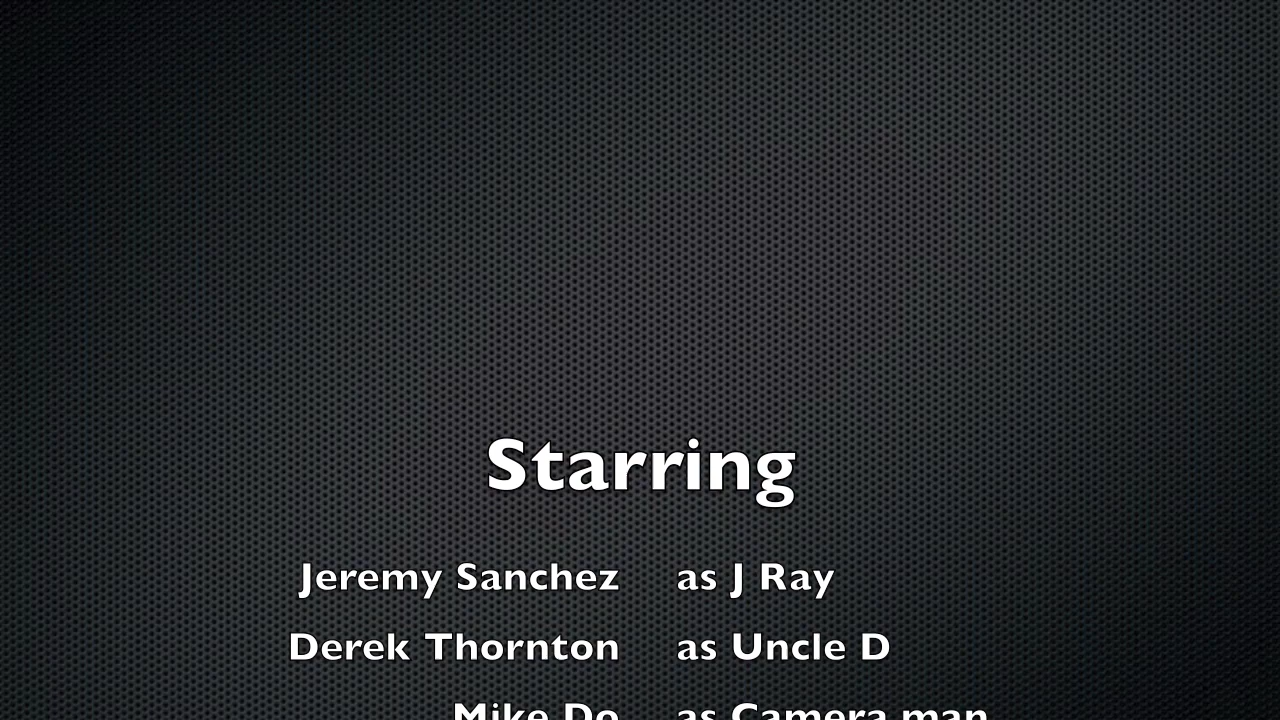 Starring
Jeremy Sanchez as J Ray
Derek Thornton as Uncle D
Mike Do as Camera man